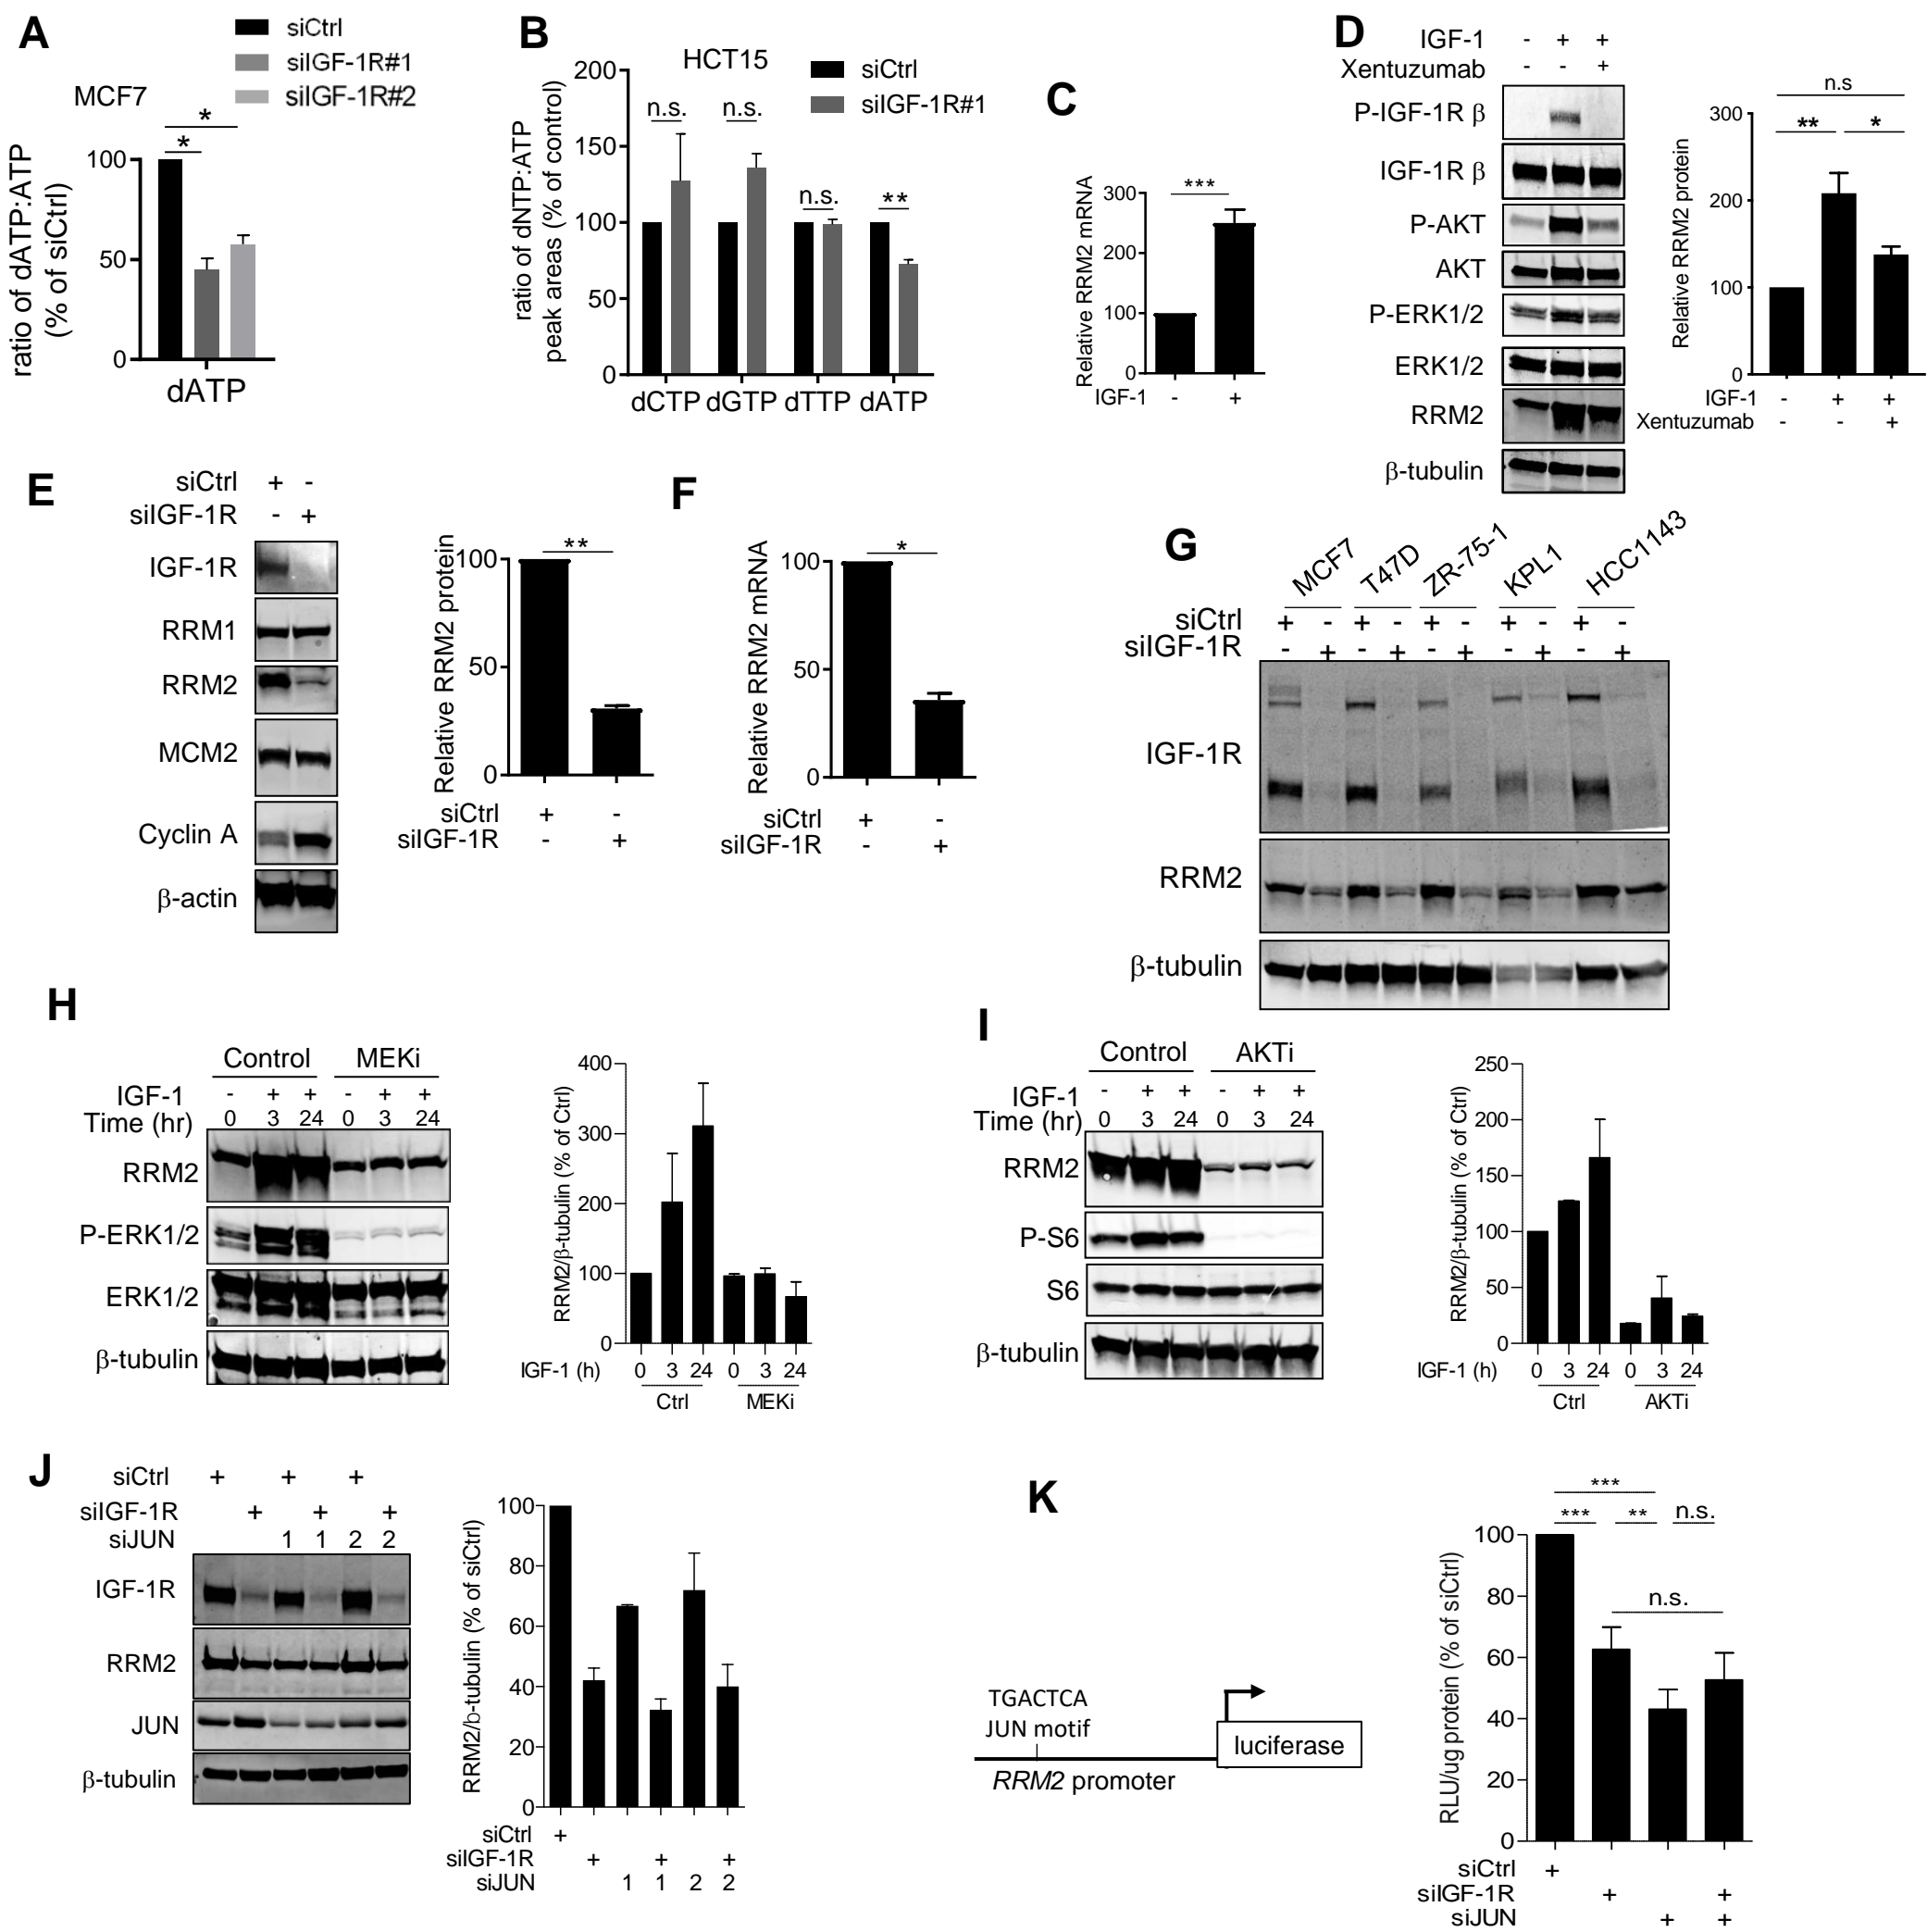 A
siCtrl
siIGF-1R#1
siIGF-1R#2
MCF7
* *
ratio of dATP:ATP
(% of siCtrl)
100
50
0
dATP
B
HCT15
siCtrl
siIGF-1R#1
ratio of dNTP:ATP
peak areas (% of control)
200
150
100
50
0
n.s. n.s. n.s. **
dCTP dGTP dTTP dATP
C
Relative RRM2 mRNA
300
200
100
0
***
IGF-1 - +
D
IGF-1 - + +
Xentuzumab - - +
P-IGF-1R β
IGF-1R β
P-AKT
AKT
P-ERK1/2
ERK1/2
RRM2
β-tubulin
Relative RRM2 protein
300
200
100
0
n.s
** *
IGF-1 - + +
Xentuzumab - - +
E
siCtrl + -
siIGF-1R - +
IGF-1R
RRM1
RRM2
MCM2
Cyclin A
β-actin
Relative RRM2 protein
100
50
0
**
siCtrl + -
siIGF-1R - +
F
Relative RRM2 mRNA
100
50
0
*
siCtrl + -
siIGF-1R - +
G
MCF7 T47D ZR-75-1 KPL1 HCC1143
siCtrl + - + - + - + - + -
siIGF-1R - + - + - + - + - +
IGF-1R
RRM2
β-tubulin
H
Control MEKi
IGF-1 - + + - + +
Time (hr) 0 3 24 0 3 24
RRM2
P-ERK1/2
ERK1/2
β-tubulin
RRM2/β-tubulin (% of Ctrl)
400
300
200
100
0
IGF-1 (h) 0 3 24 0 3 24
Ctrl MEKi
I
Control AKTi
IGF-1 - + + - + +
Time (hr) 0 3 24 0 3 24
RRM2
P-S6
S6
β-tubulin
RRM2/β-tubulin (% of Ctrl)
250
200
150
100
50
0
IGF-1 (h) 0 3 24 0 3 24
Ctrl AKTi
J
siCtrl + + +
siIGF-1R + + +
siJUN 1 1 2 2
IGF-1R
RRM2
JUN
β-tubulin
RRM2/b-tubulin (% of siCtrl)
100
80
60
40
20
0
siCtrl +
siIGF-1R + + +
siJUN 1 1 2 2
K
TGACTCA
JUN motif
luciferase
RRM2 promoter
RLU/ug protein (% of siCtrl)
100
80
60
40
20
0
***
*** ** n.s.
n.s.
siCtrl +
siIGF-1R + +
siJUN + +